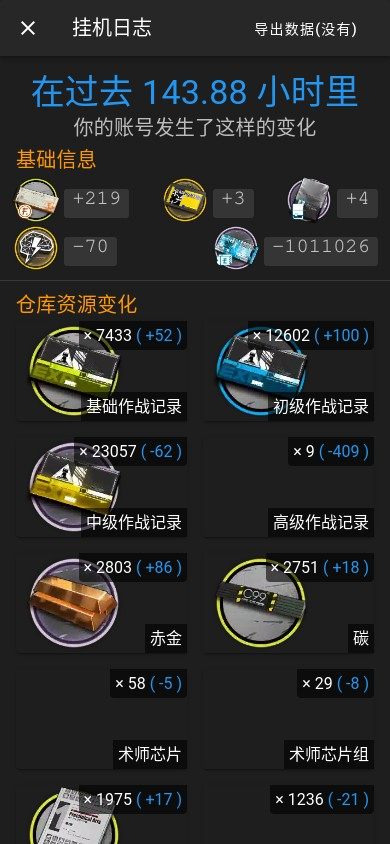 挂机日志
导出数据(没有)
在过去 143.88 小时里
你的账号发生了这样的变化
基础信息
+219
+3
+4
-70
-1011026
仓库资源变化
× 7433 ( +52 )
基础作战记录
× 12602 ( +100 )
初级作战记录
× 23057 ( -62 )
中级作战记录
× 9 ( -409 )
高级作战记录
× 2803 ( +86 )
赤金
× 2751 ( +18 )
碳
× 58 ( -5 )
术师芯片
× 29 ( -8 )
术师芯片组
× 1975 ( +17 )
× 1236 ( -21 )